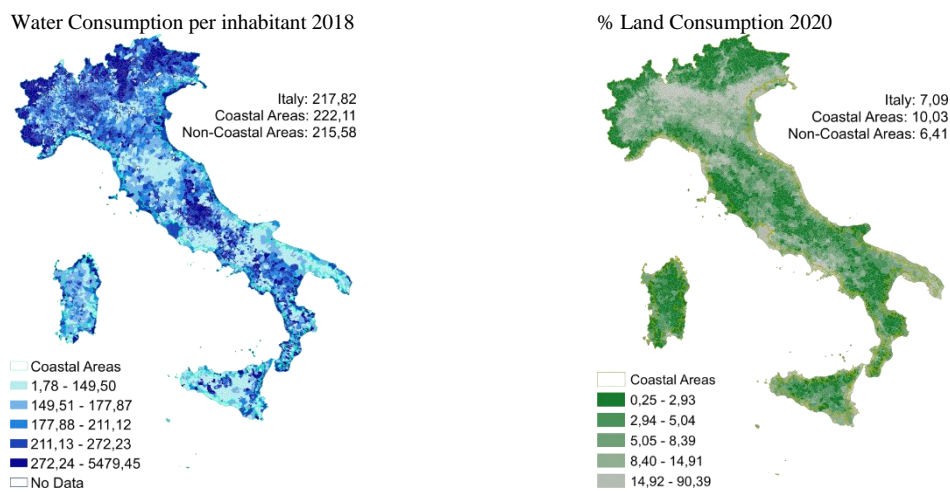 Water Consumption per inhabitant 2018
Italy: 217,82
Coastal Areas: 222,11
Non-Coastal Areas: 215,58
Coastal Areas
1,78 - 149,50
149,51 - 177,87
177,88 - 211,12
211,13 - 272,23
272,24 - 5479,45
No Data
% Land Consumption 2020
Italy: 7,09
Coastal Areas: 10,03
Non-Coastal Areas: 6,41
Coastal Areas
0,25 - 2,93
2,94 - 5,04
5,05 - 8,39
8,40 - 14,91
14,92 - 90,39